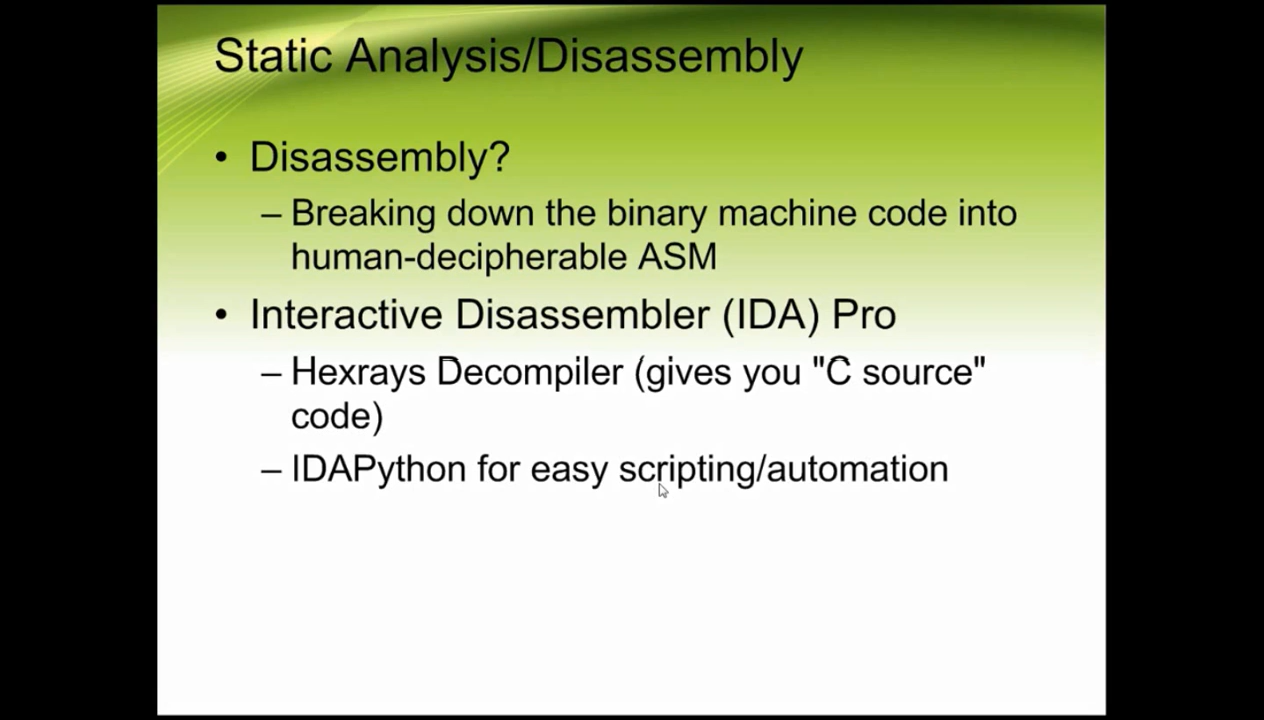 Static Analysis/Disassembly
• Disassembly?
– Breaking down the binary machine code into
human-decipherable ASM
• Interactive Disassembler (IDA) Pro
– Hexrays Decompiler (gives you "C source"
code)
– IDAPython for easy scripting/automation